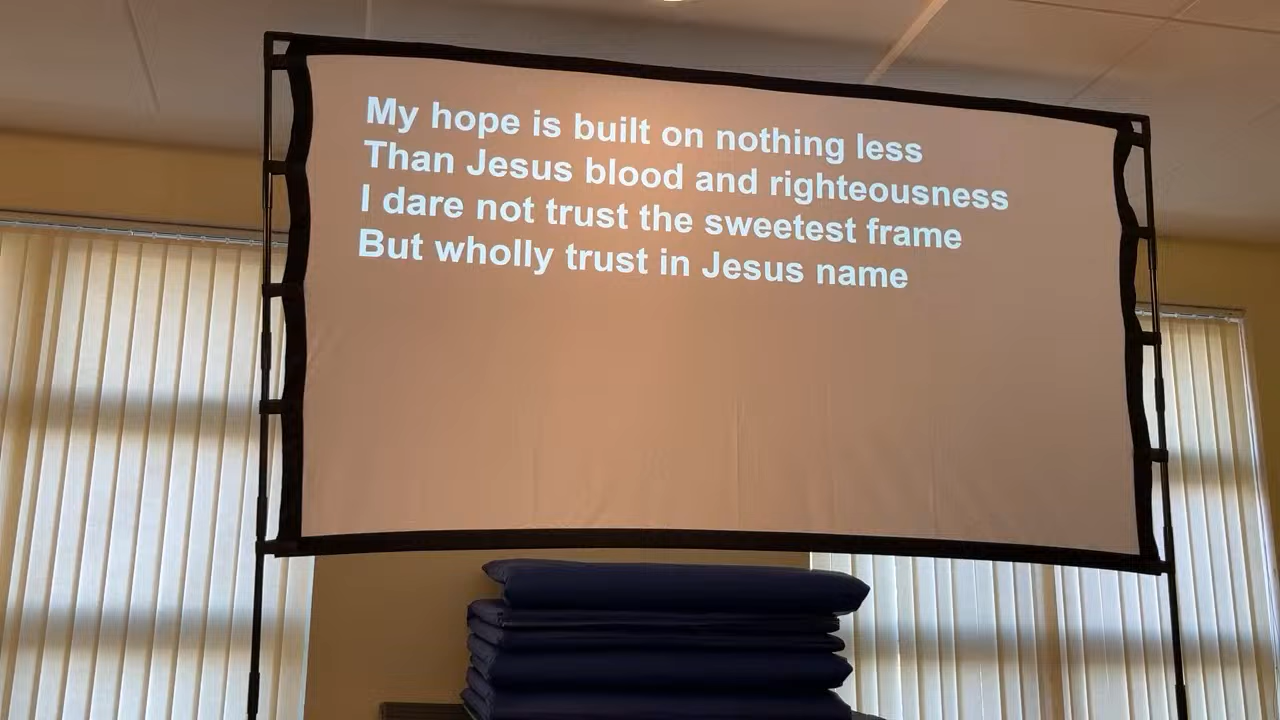 My hope is built on nothing less
Than Jesus blood and righteousness
I dare not trust the sweetest frame
But wholly trust in Jesus name